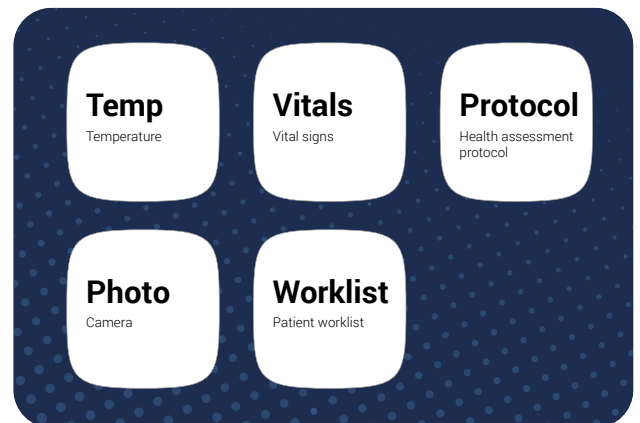 Temp
Temperature
Vitals
Vital signs
Protocol
Health assessment
protocol
Photo
Camera
Worklist
Patient worklist